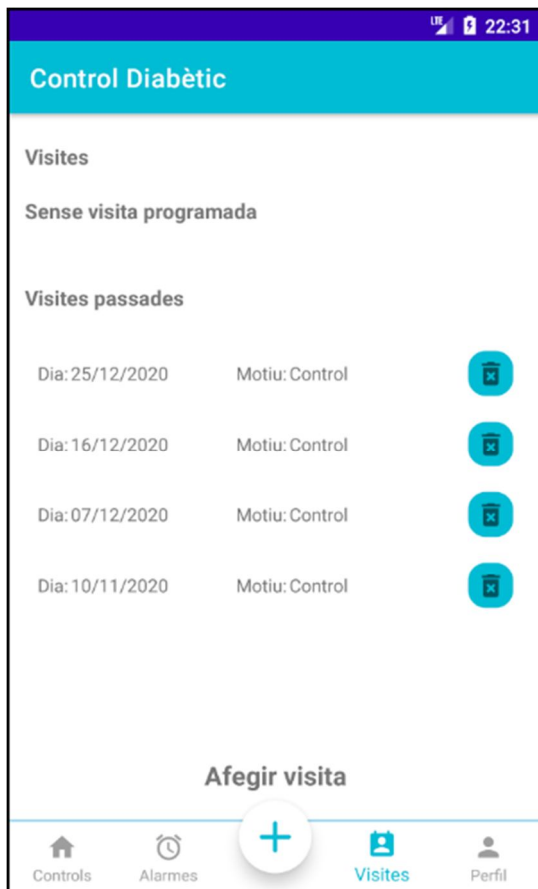 LTE 22:31
Control Diabètic
Visites
Sense visita programada
Visites passades
Dia: 25/12/2020 Motiu: Control
Dia: 16/12/2020 Motiu: Control
Dia: 07/12/2020 Motiu: Control
Dia: 10/11/2020 Motiu: Control
Afegir visita
Controls Alarmes Visites Perfil